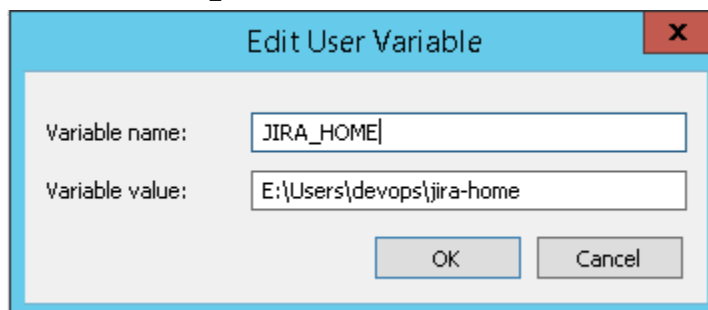 Edit User Variable
x
Variable name: JIRA_HOME
Variable value: E:\Users\devops\jira-home
OK Cancel